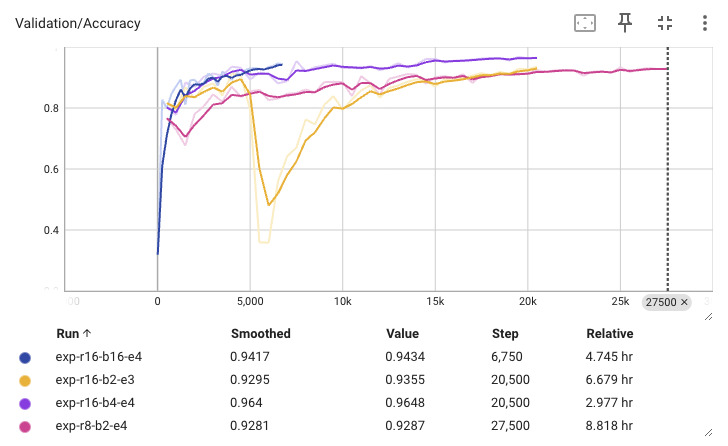 Validation/Accuracy
0.8
0.6
0.4
00 0 5,000 10k 15k 20k 25k 27500 ×
Run ↑ Smoothed Value Step Relative
exp-r16-b16-e4 0.9417 0.9434 6,750 4.745 hr
exp-r16-b2-e3 0.9295 0.9355 20,500 6.679 hr
exp-r16-b4-e4 0.964 0.9648 20,500 2.977 hr
exp-r8-b2-e4 0.9281 0.9287 27,500 8.818 hr